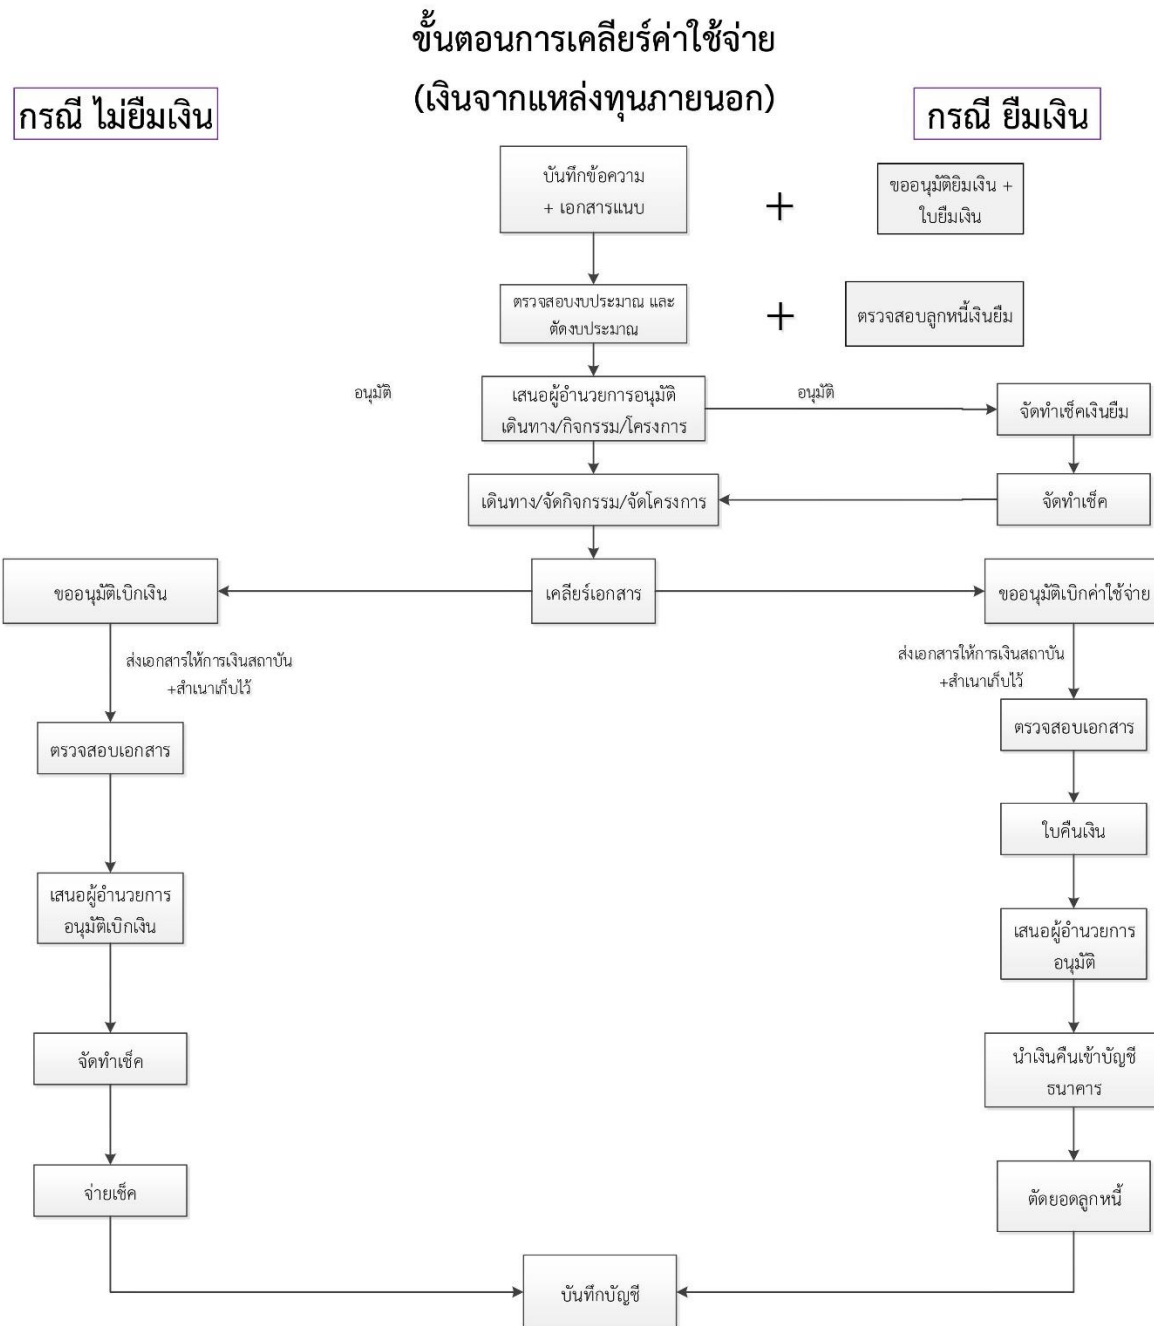 ขั้นตอนการเคลียร์ค่าใช้จ่าย
(เงินจากแหล่งทุนภายนอก)
กรณี ไม่ยืมเงิน
กรณี ยืมเงิน
บันทึกข้อความ
+ เอกสารแนบ
+
ขออนุมัติยืมเงิน +
ใบยืมเงิน
ตรวจสอบงบประมาณ และ
ตัดงบประมาณ
+
ตรวจสอบลูกหนี้เงินยืม
อนุมัติ
เสนอผู้อำนวยการอนุมัติ
เดินทาง/กิจกรรม/โครงการ
อนุมัติ
จัดทำเช็คเงินยืม
เดินทาง/จัดกิจกรรม/จัดโครงการ
จัดทำเช็ค
ขออนุมัติเบิกเงิน
เคลียร์เอกสาร
ขออนุมัติเบิกค่าใช้จ่าย
ส่งเอกสารให้การเงินสถาบัน
+สำเนาเก็บไว้
ส่งเอกสารให้การเงินสถาบัน
+สำเนาเก็บไว้
ตรวจสอบเอกสาร
ตรวจสอบเอกสาร
ใบคืนเงิน
เสนอผู้อำนวยการ
อนุมัติเบิกเงิน
เสนอผู้อำนวยการ
อนุมัติ
จัดทำเช็ค
นำเงินคืนเข้าบัญชี
ธนาคาร
จ่ายเช็ค
ตัดยอดลูกหนี้
บันทึกบัญชี